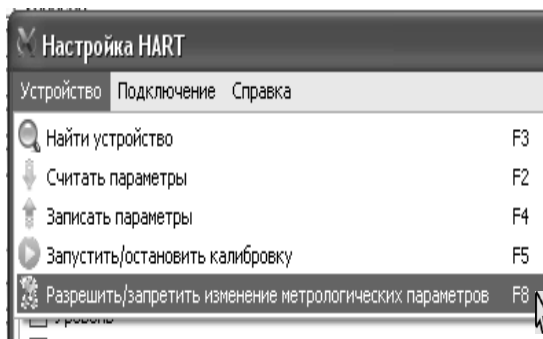 Настройка HART
Устройство Подключение Справка
Найти устройство F3
Считать параметры F2
Записать параметры F4
Запустить/остановить калибровку F5
Разрешить/запретить изменение метрологических параметров F8